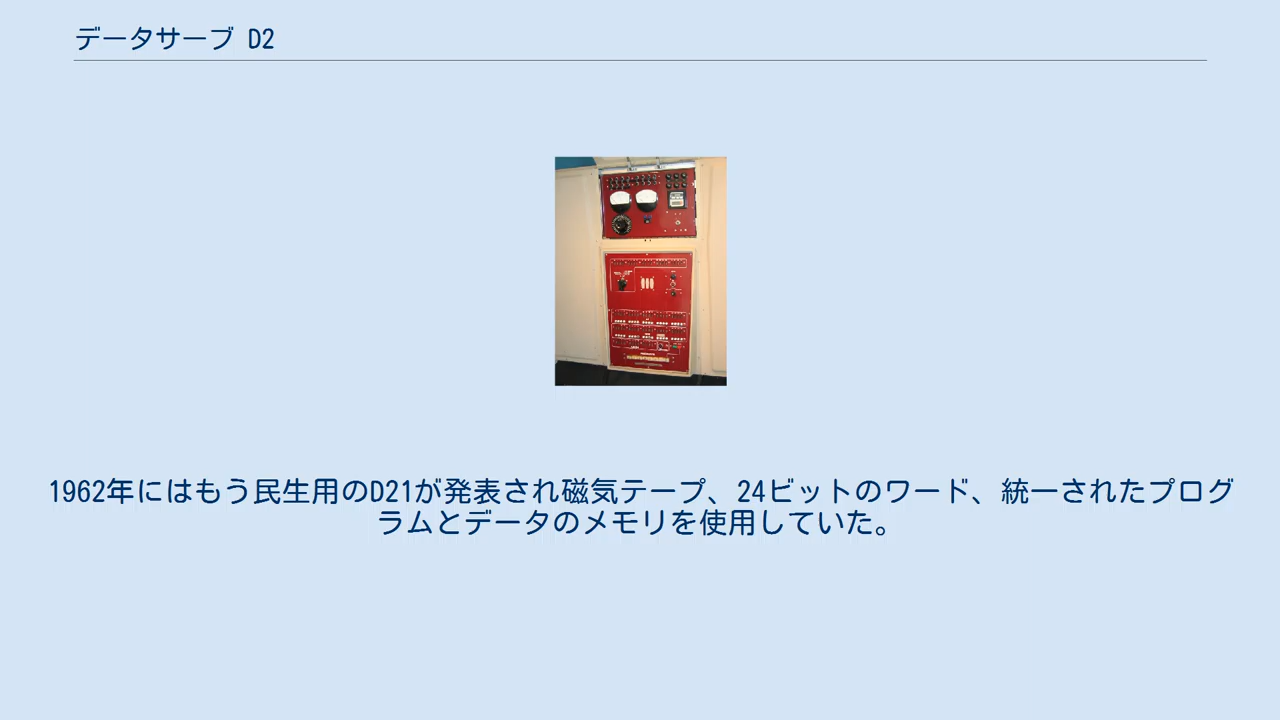 データサーブ D2
1962年にはもう民生用のD21が発表され磁気テープ、24ビットのワード、統一されたプログ
ラムとデータのメモリを使用していた。